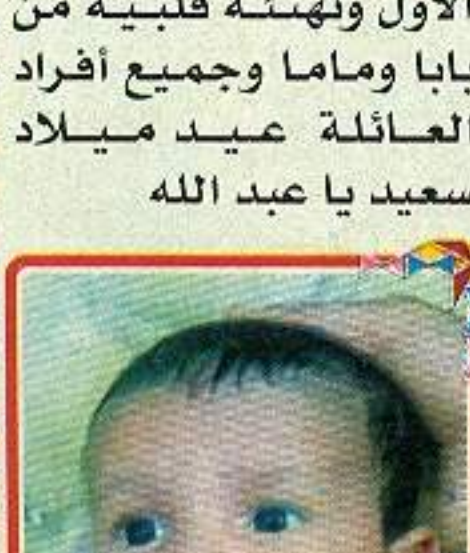 الأول وتهنئة قلبية من
بابا وماما وجميع أفراد
العائلة عيد ميلاد
سعيد يا عبد الله